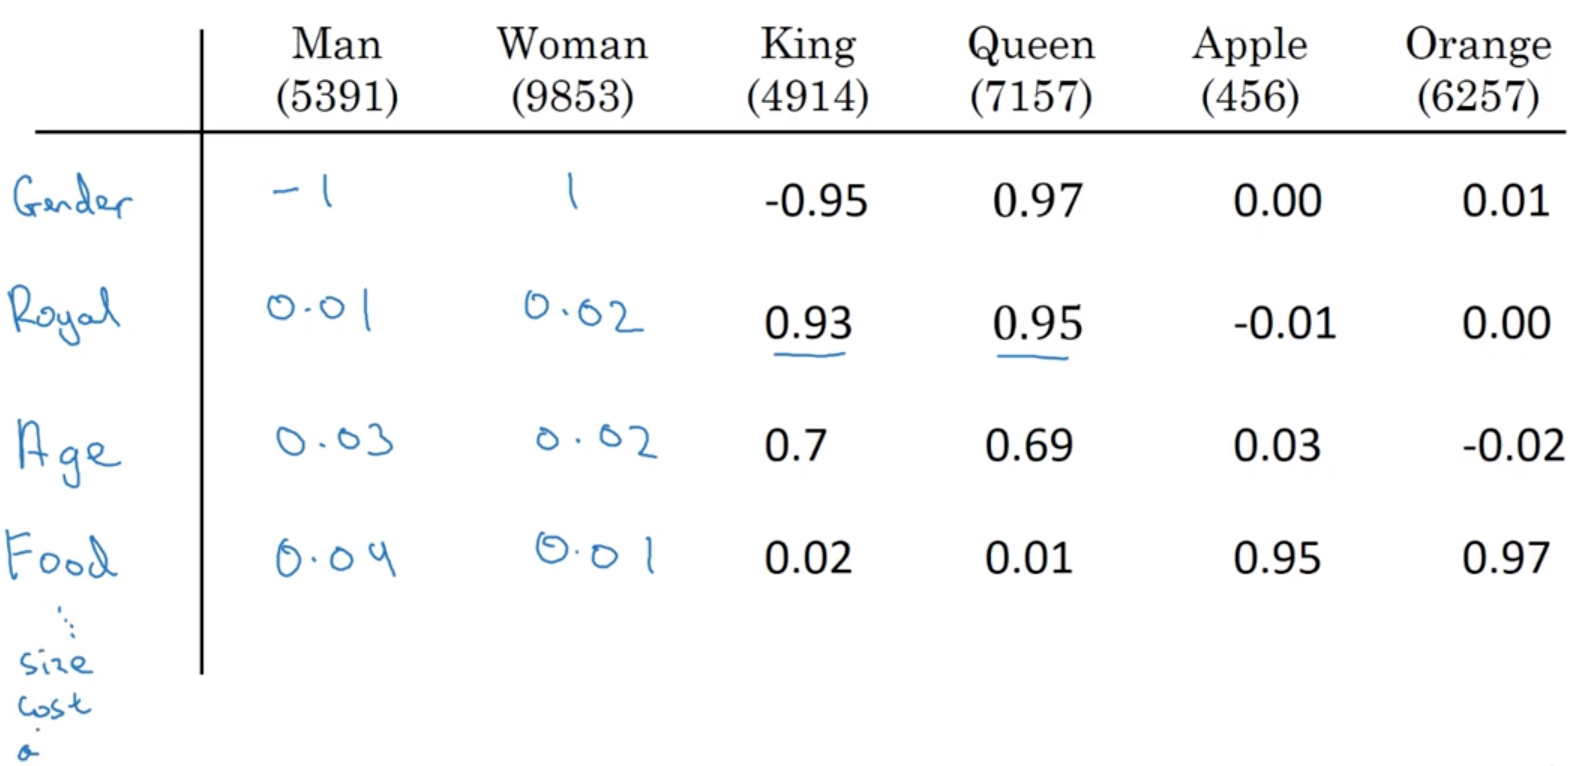 Man Woman King Queen Apple Orange
(5391) (9853) (4914) (7157) (456) (6257)
Gender -1 1 -0.95 0.97 0.00 0.01
Royal 0.01 0.02 0.93 0.95 -0.01 0.00
Age 0.03 0.02 0.7 0.69 0.03 -0.02
Food 0.04 0.01 0.02 0.01 0.95 0.97
size
cost